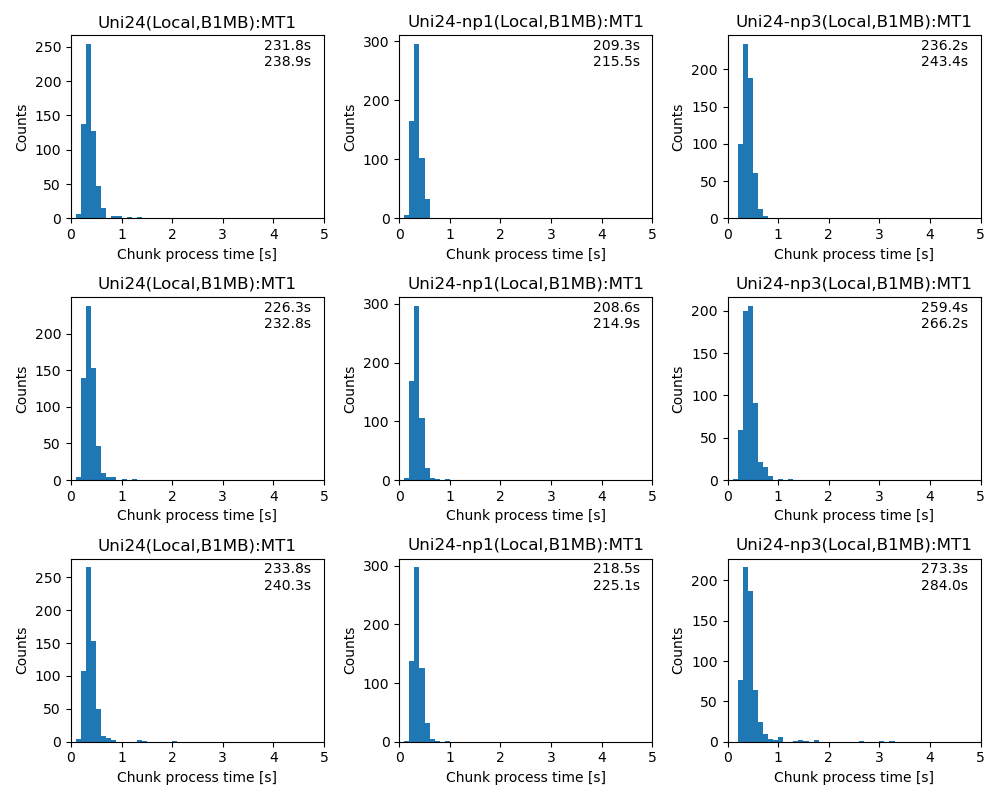 Uni24(Local,B1MB):MT1
231.8s
238.9s
Counts
250
200
150
100
50
0
0 1 2 3 4 5
Chunk process time [s]
Uni24-np1(Local,B1MB):MT1
209.3s
215.5s
Counts
300
200
100
0
0 1 2 3 4 5
Chunk process time [s]
Uni24-np3(Local,B1MB):MT1
236.2s
243.4s
Counts
200
150
100
50
0
0 1 2 3 4 5
Chunk process time [s]
Uni24(Local,B1MB):MT1
226.3s
232.8s
Counts
200
150
100
50
0
0 1 2 3 4 5
Chunk process time [s]
Uni24-np1(Local,B1MB):MT1
208.6s
214.9s
Counts
300
200
100
0
0 1 2 3 4 5
Chunk process time [s]
Uni24-np3(Local,B1MB):MT1
259.4s
266.2s
Counts
200
150
100
50
0
0 1 2 3 4 5
Chunk process time [s]
Uni24(Local,B1MB):MT1
233.8s
240.3s
Counts
250
200
150
100
50
0
0 1 2 3 4 5
Chunk process time [s]
Uni24-np1(Local,B1MB):MT1
218.5s
225.1s
Counts
300
200
100
0
0 1 2 3 4 5
Chunk process time [s]
Uni24-np3(Local,B1MB):MT1
273.3s
284.0s
Counts
200
150
100
50
0
0 1 2 3 4 5
Chunk process time [s]